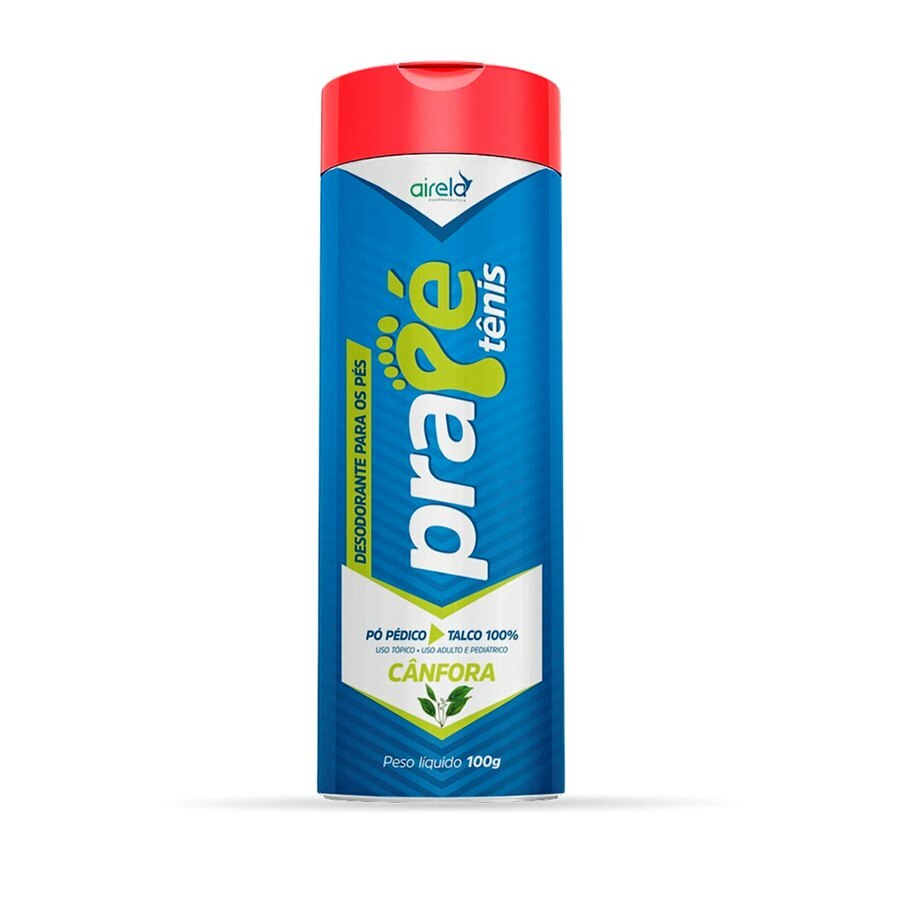 airela
FARMACÊUTICA
DESODORANTE PARA OS PÉS
prapé
tênis
PÓ PÉDICO TALCO 100%
USO TÓPICO • USO ADULTO E PEDIÁTRICO
CÂNFORA
Peso líquido 100g